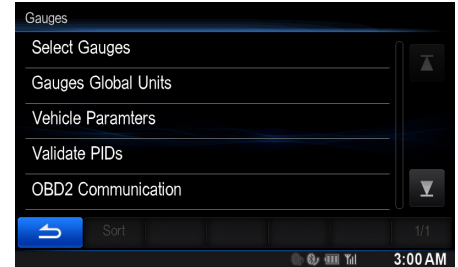 Gauges
Select Gauges
Gauges Global Units
Vehicle Paramters
Validate PIDs
OBD2 Communication
Sort
1/1
3:00 AM